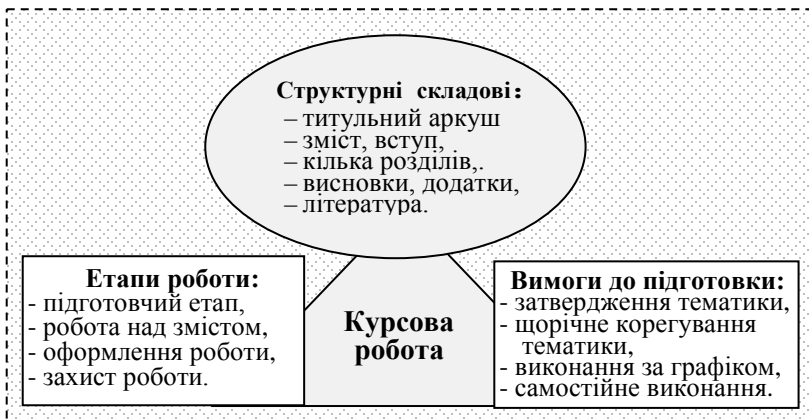 Структурні складові:
– титульний аркуш
– зміст, вступ,
– кілька розділів,.
– висновки, додатки,
– література.
Етапи роботи:
- підготовчий етап,
- робота над змістом,
- оформлення роботи,
- захист роботи.
Курсова
робота
Вимоги до підготовки:
- затвердження тематики,
- щорічне корегування
тематики,
- виконання за графіком,
- самостійне виконання.